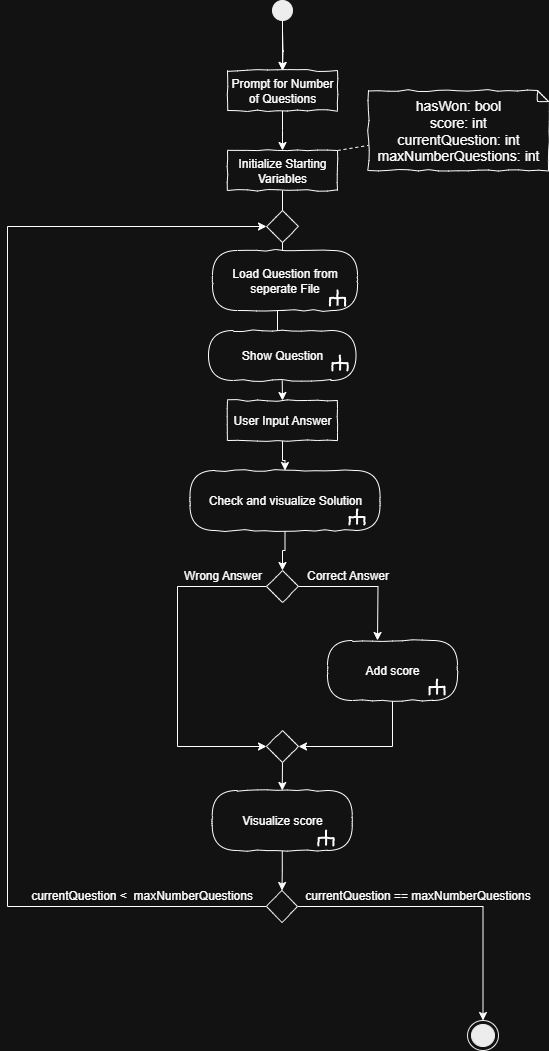 Prompt for Number
of Questions
hasWon: bool
score: int
currentQuestion: int
maxNumberQuestions: int
Initialize Starting
Variables
Load Question from
seperate File
Show Question
User Input Answer
Check and visualize Solution
Wrong Answer
Correct Answer
Add score
Visualize score
currentQuestion < maxNumberQuestions
currentQuestion == maxNumberQuestions